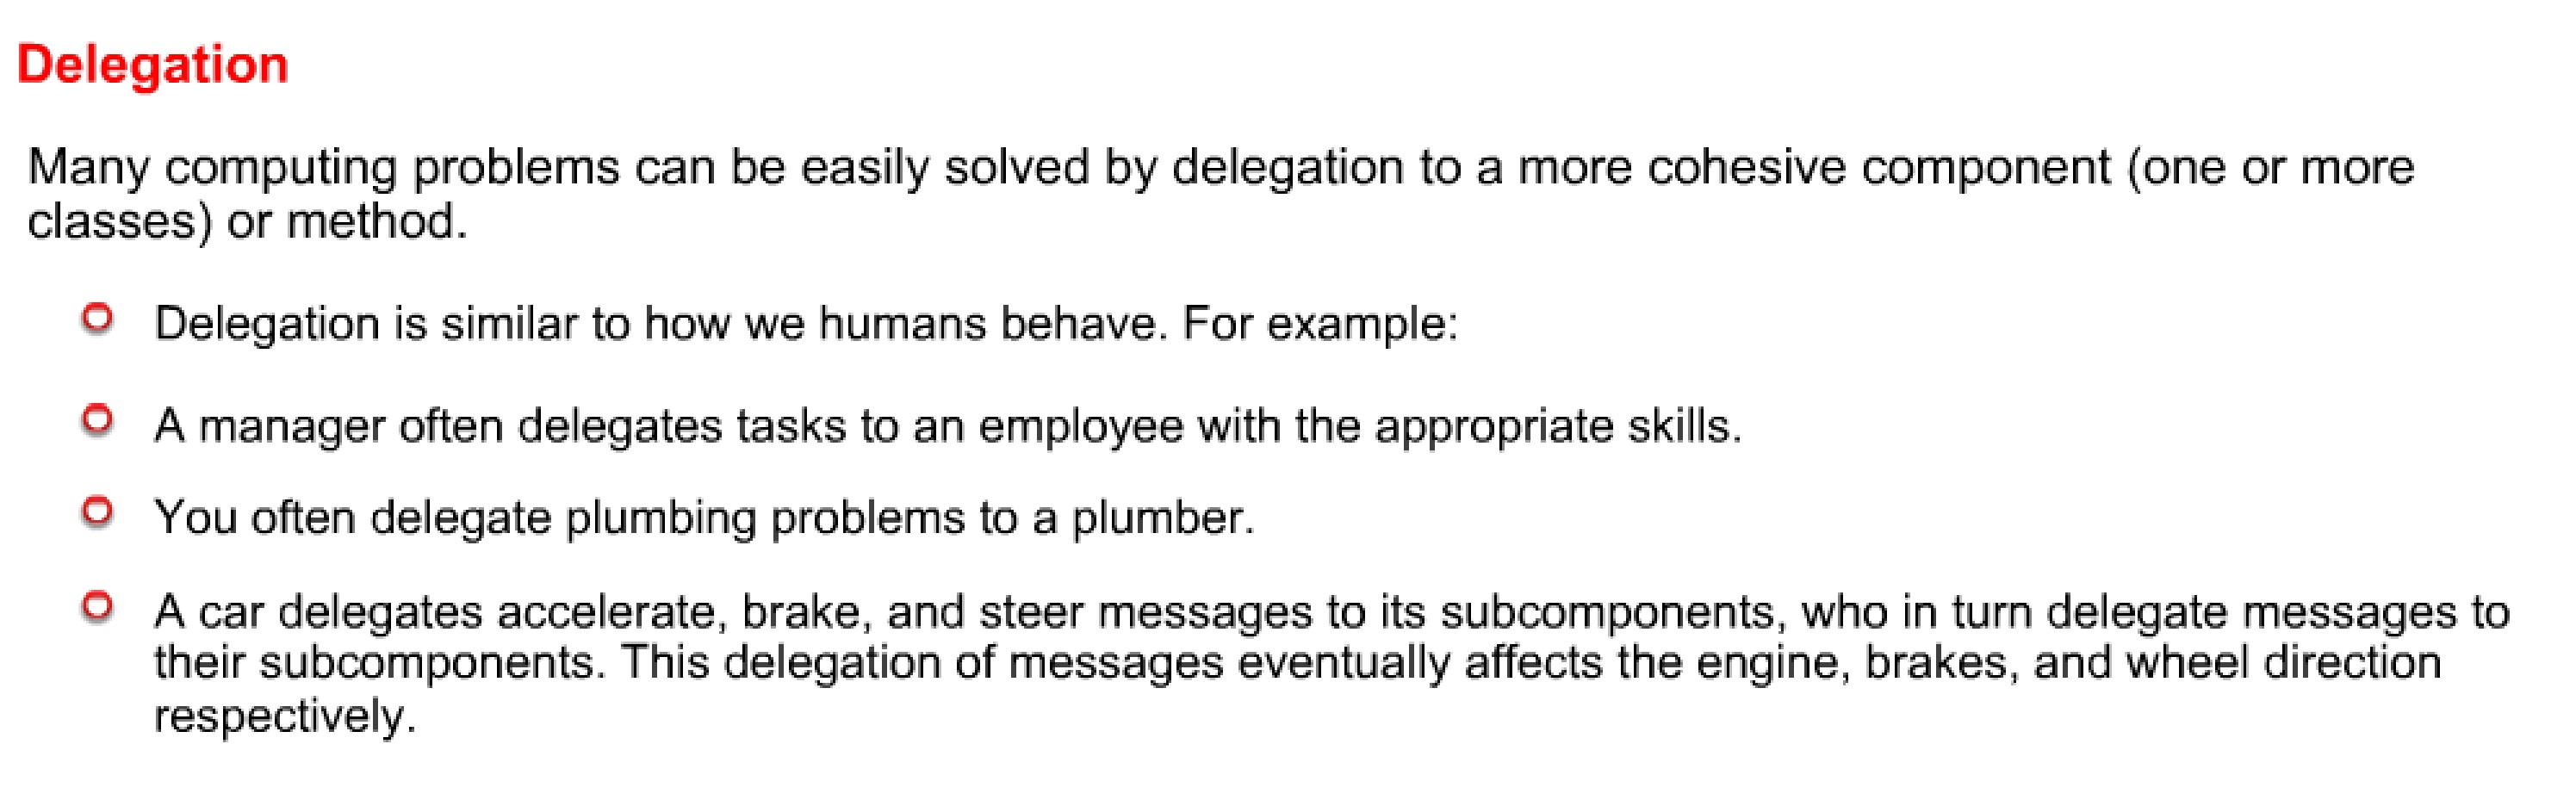 Delegation
Many computing problems can be easily solved by delegation to a more cohesive component (one or more
classes) or method.
Delegation is similar to how we humans behave. For example:
A manager often delegates tasks to an employee with the appropriate skills.
You often delegate plumbing problems to a plumber.
A car delegates accelerate, brake, and steer messages to its subcomponents, who in turn delegate messages to
their subcomponents. This delegation of messages eventually affects the engine, brakes, and wheel direction
respectively.